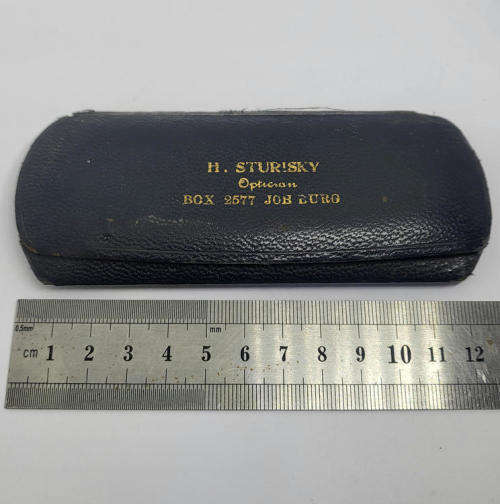 H. STURISKY
Optician
BOX 2577 JOB BURG
0,5mm mm
cm 1 2 3 4 5 6 7 8 9 10 11 12